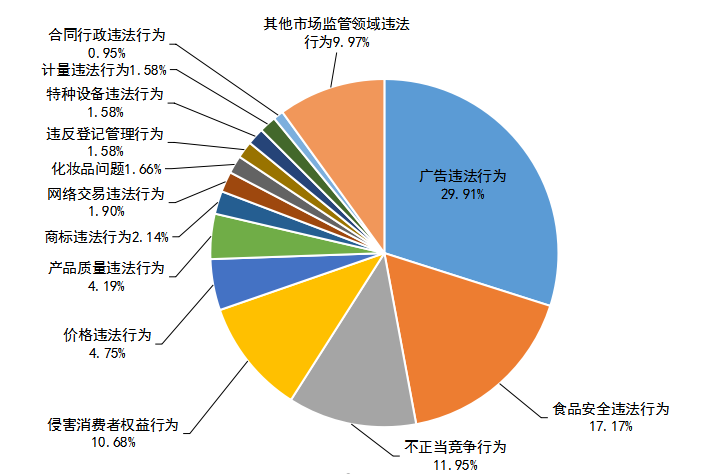 其他市场监管领域违法
行为9.97%
合同行政违法行为
0.95%
计量违法行为1.58%
特种设备违法行为
1.58%
违反登记管理行为
1.58%
化妆品问题1.66%
网络交易违法行为
1.90%
商标违法行为2.14%
产品质量违法行为
4.19%
价格违法行为
4.75%
侵害消费者权益行为
10.68%
不正当竞争行为
11.95%
食品安全违法行为
17.17%
广告违法行为
29.91%